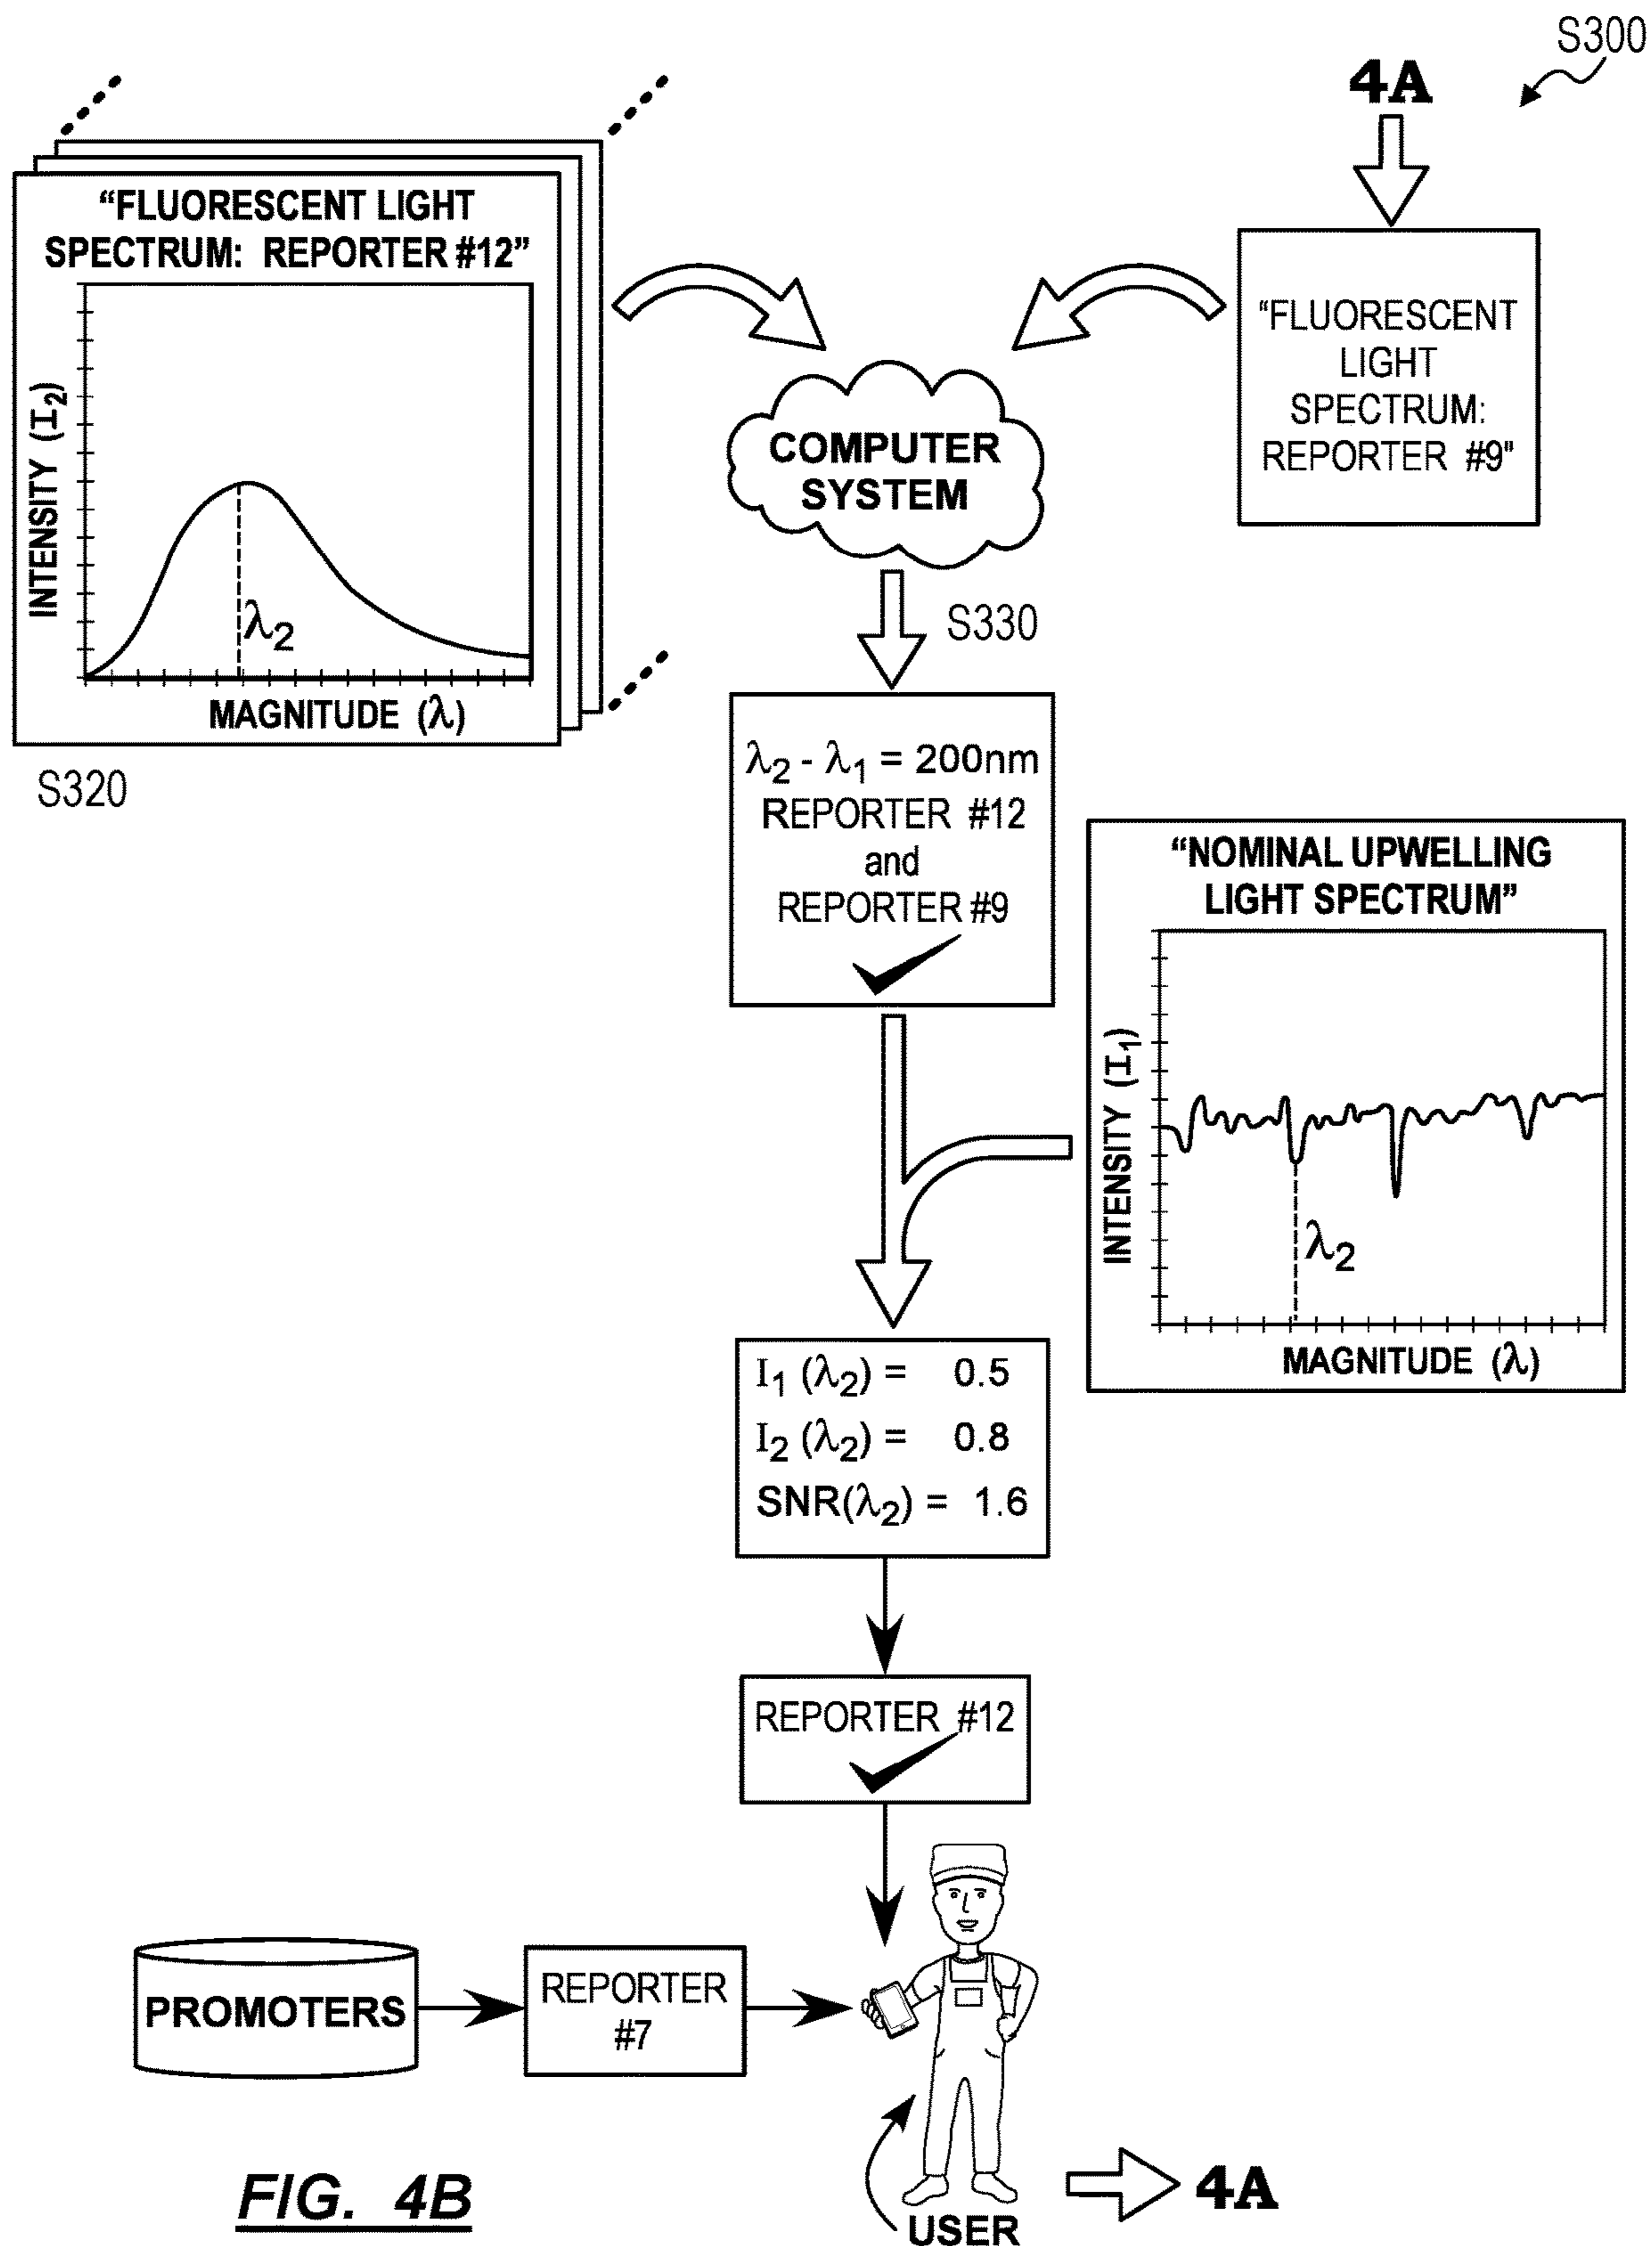 S300
4A
“FLUORESCENT LIGHT
SPECTRUM: REPORTER #12”
INTENSITY (I₂)
λ₂
MAGNITUDE (λ)
S320
"FLUORESCENT
LIGHT
SPECTRUM:
REPORTER #9"
COMPUTER
SYSTEM
S330
λ₂ - λ₁ = 200nm
REPORTER #12
and
REPORTER #9
“NOMINAL UPWELLING
LIGHT SPECTRUM”
INTENSITY (I₁)
λ₂
MAGNITUDE (λ)
I₁ (λ₂) = 0.5
I₂ (λ₂) = 0.8
SNR(λ₂) = 1.6
REPORTER #12
PROMOTERS
REPORTER
#7
USER
4A
FIG. 4B